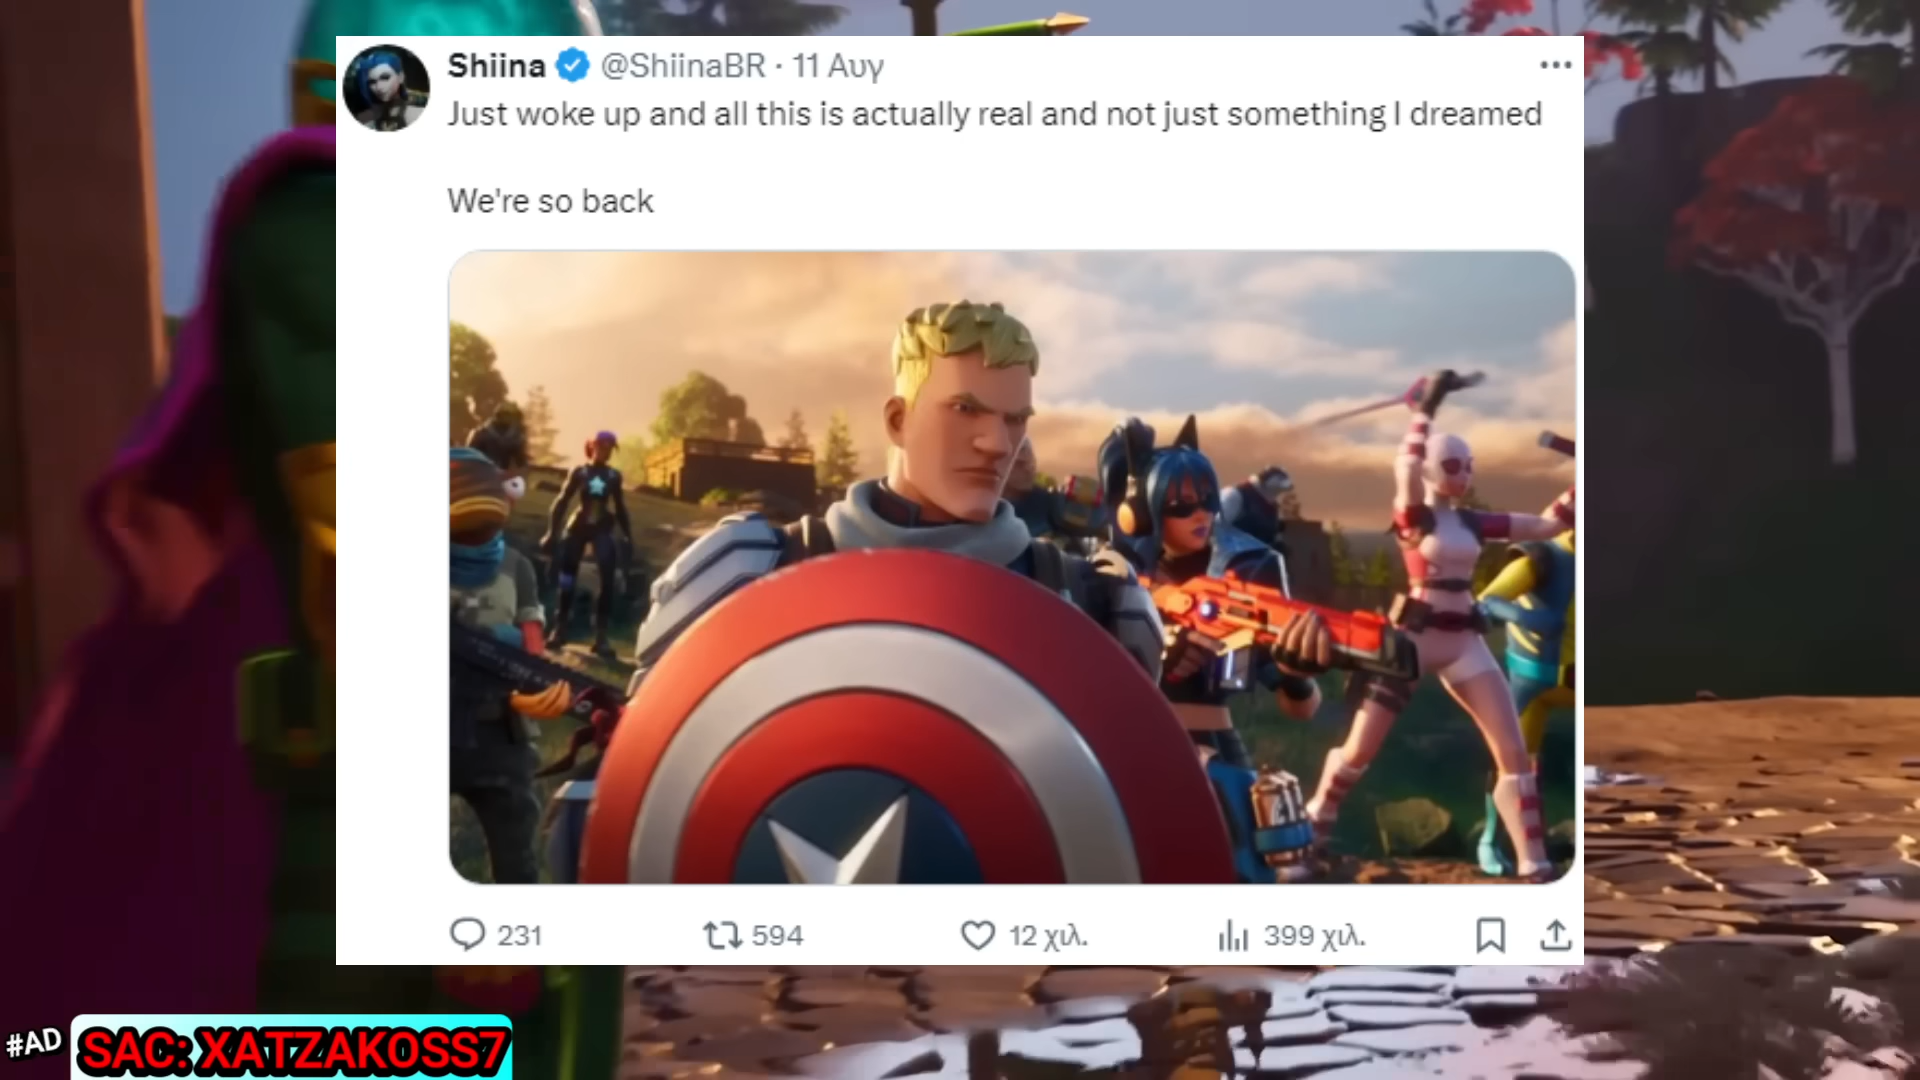 Shiina @ShiinaBR · 11 Αυγ
Just woke up and all this is actually real and not just something I dreamed
We're so back
231 594 12 χιλ. 399 χιλ.
#AD SAC: XATZAKOSS7